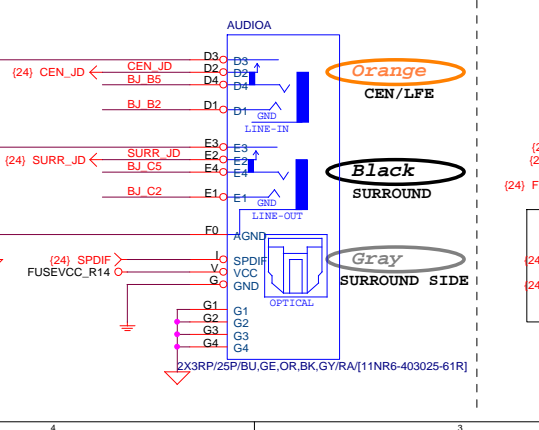 AUDIOA
D3 D3
{24} CEN_JD CEN_JD D2 D2
BJ_B5 D4 D4
Orange
CEN/LFE
BJ_B2 D1 D1
GND
LINE-IN
E3 E3
{24} SURR_JD SURR_JD E2 E2
BJ_C5 E4 E4
Black
SURROUND
BJ_C2 E1 E1
GND
LINE-OUT
F0 AGND
{24} SPDIF I SPDIF
FUSEVCC_R14 V VCC
G GND
Gray
SURROUND SIDE
OPTICAL
G1 G1
G2 G2
G3 G3
G4 G4
2X3RP/25P/BU,GE,OR,BK,GY/RA/[11NR6-403025-61R]
{24} F
{24
{24
4 3